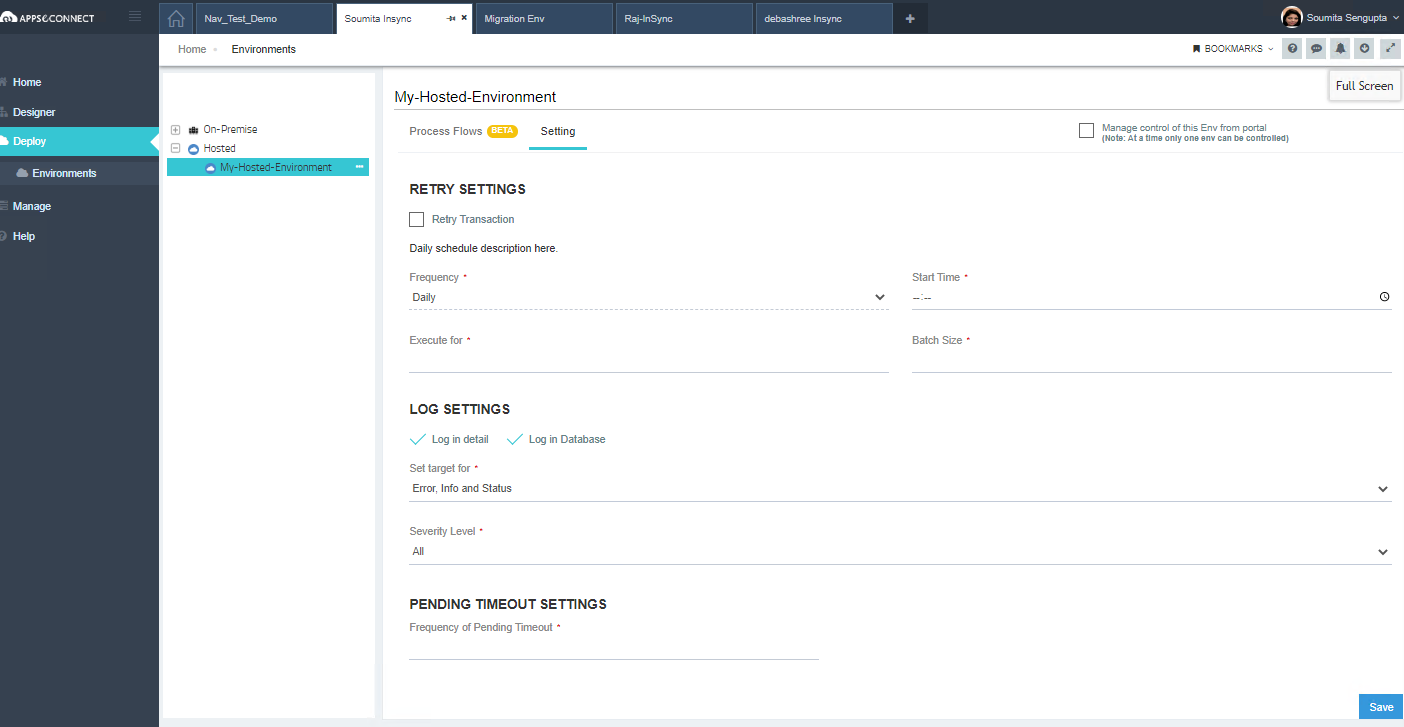 APPSeCONNECT
Nav_Test_Demo
Soumita Insync
Migration Env
Raj-InSync
debashree Insync
Soumita Sengupta
Home
Environments
BOOKMARKS
Full Screen
Home
Designer
Deploy
Environments
Manage
Help
On-Premise
Hosted
My-Hosted-Environment
My-Hosted-Environment
Process Flows BETA
Setting
Manage control of this Env from portal
(Note: At a time only one env can be controlled)
RETRY SETTINGS
Retry Transaction
Daily schedule description here.
Frequency *
Start Time *
Daily
--:--
Execute for *
Batch Size *
LOG SETTINGS
Log in detail
Log in Database
Set target for *
Error, Info and Status
Severity Level *
All
PENDING TIMEOUT SETTINGS
Frequency of Pending Timeout *
Save